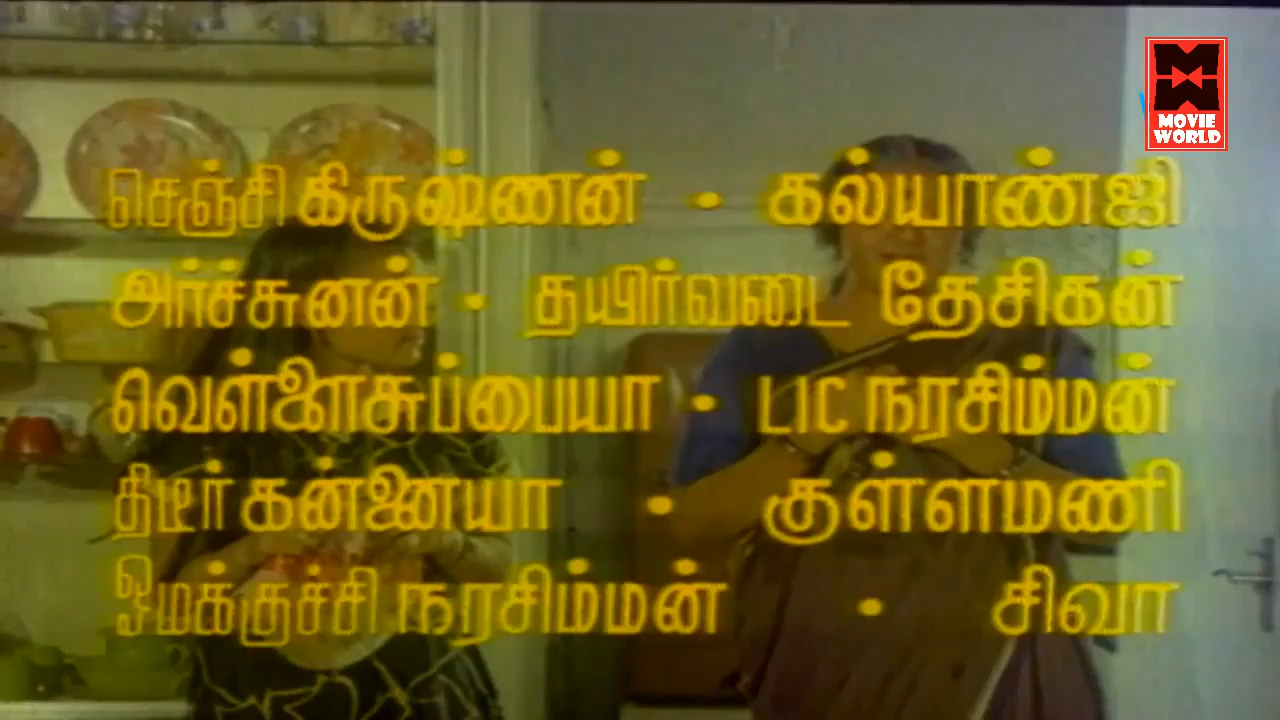 MOVIE
WORLD
செஞ்சி கிருஷ்ணன் · கல்யாண்ஜி
அர்ச்சுனன் · தயிர்வடை தேசிகன்
வெள்ளைசுப்பையா · LIC நரசிம்மன்
திடீர் கன்னையா · குள்ளமணி
ஓமக்குச்சி நரசிம்மன் · சிவா